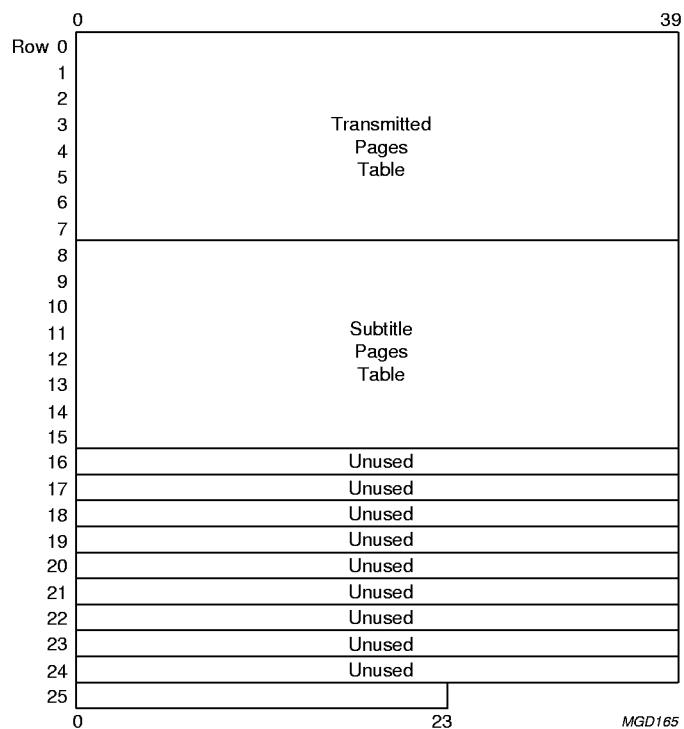 0 39
Row 0
1
2
3
4
5
6
7
Transmitted
Pages
Table
8
9
10
11
12
13
14
15
Subtitle
Pages
Table
16 Unused
17 Unused
18 Unused
19 Unused
20 Unused
21 Unused
22 Unused
23 Unused
24 Unused
25
0 23 MGD165